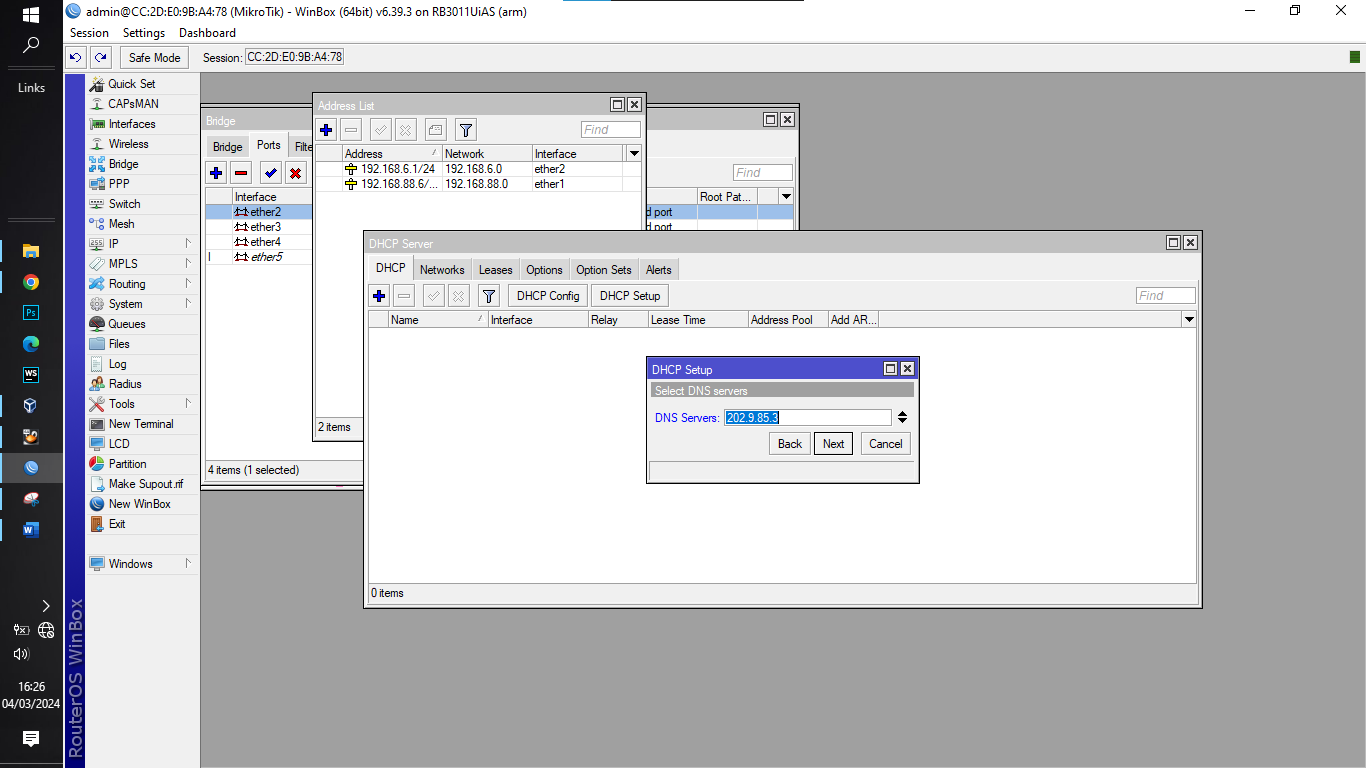 admin@CC:2D:E0:9B:A4:78 (MikroTik) - WinBox (64bit) v6.39.3 on RB3011UiAS (arm)
Session Settings Dashboard
Safe Mode Session: CC:2D:E0:9B:A4:78
Links
Quick Set
CAPsMAN
Interfaces
Wireless
Bridge
PPP
Switch
Mesh
IP
MPLS
Routing
System
Queues
Files
Log
Radius
Tools
New Terminal
LCD
Partition
Make Supout.rif
New WinBox
Exit
Windows
RouterOS WinBox
Bridge
Bridge Ports
Find
Interface Root Pat...
ether2 port
ether3 port
ether4
I ether5
4 items (1 selected)
Address List
Find
Address Network Interface
192.168.6.1/24 192.168.6.0 ether2
192.168.88.6/... 192.168.88.0 ether1
2 items
DHCP Server
DHCP Networks Leases Options Option Sets Alerts
DHCP Config DHCP Setup Find
Name Interface Relay Lease Time Address Pool Add AR...
0 items
DHCP Setup
Select DNS servers
DNS Servers: 202.9.85.3
Back Next Cancel
Ps
WS
W
16:26
04/03/2024